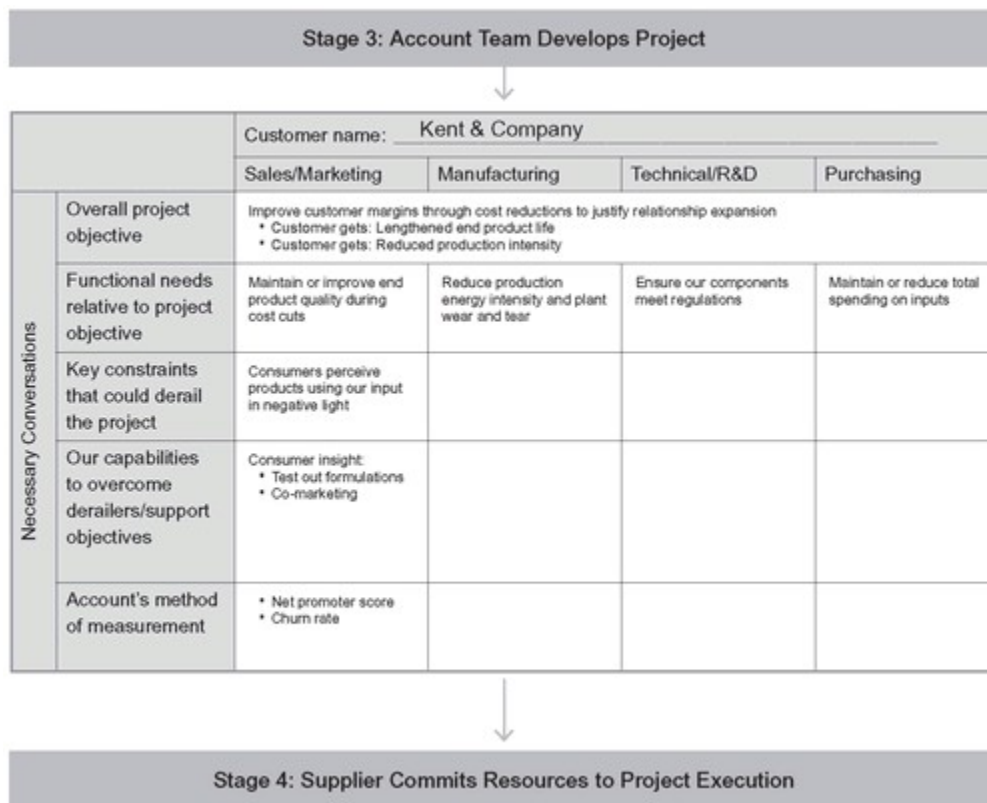 Stage 3: Account Team Develops Project
Customer name: Kent & Company
Sales/Marketing
Manufacturing
Technical/R&D
Purchasing
Necessary Conversations
Overall project
objective
Improve customer margins through cost reductions to justify relationship expansion
• Customer gets: Lengthened end product life
• Customer gets: Reduced production intensity
Functional needs
relative to project
objective
Maintain or improve end
product quality during
cost cuts
Reduce production
energy intensity and plant
wear and tear
Ensure our components
meet regulations
Maintain or reduce total
spending on inputs
Key constraints
that could derail
the project
Consumers perceive
products using our input
in negative light
Our capabilities
to overcome
derailers/support
objectives
Consumer insight:
• Test out formulations
• Co-marketing
Account's method
of measurement
• Net promoter score
• Churn rate
Stage 4: Supplier Commits Resources to Project Execution